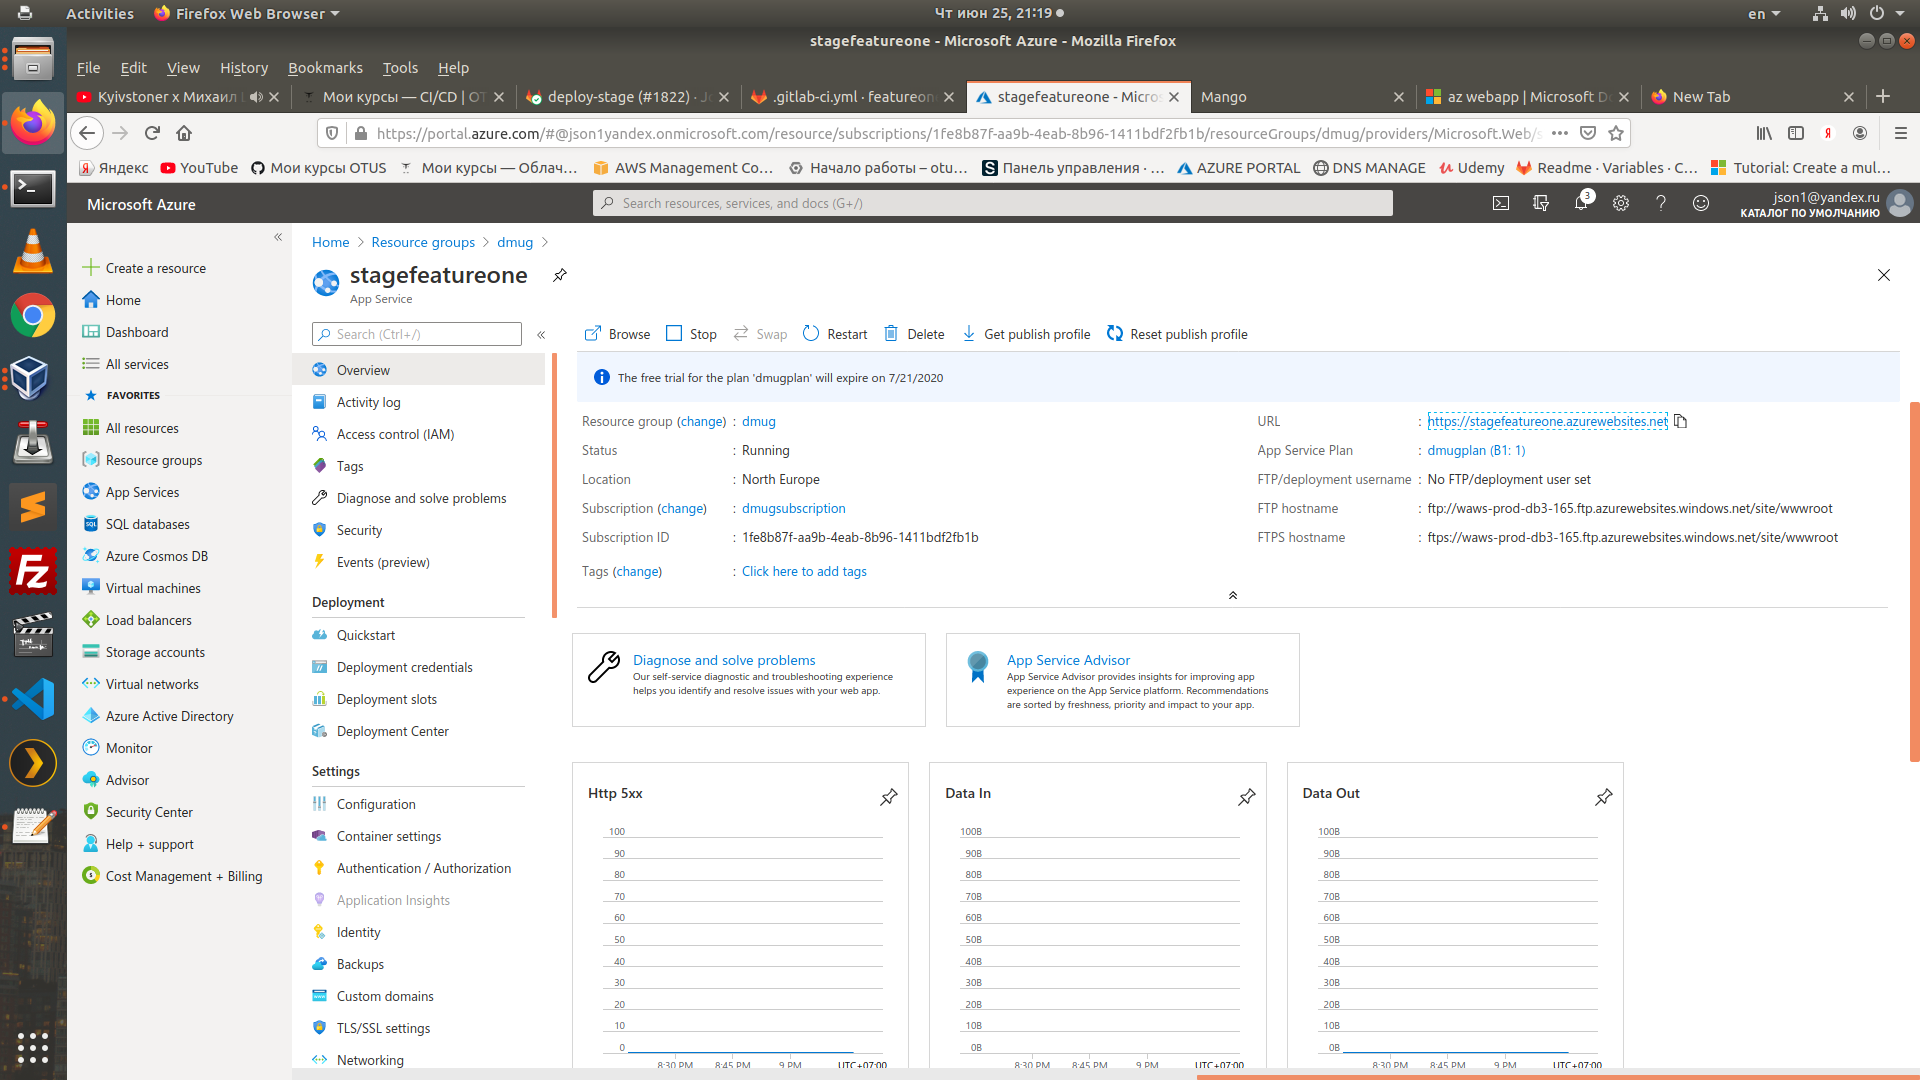 Activities Firefox Web Browser Чт июн 25, 21:19 en
stagefeatureone - Microsoft Azure - Mozilla Firefox
File Edit View History Bookmarks Tools Help
Kyivstoner x Михаил Мои курсы — CI/CD | OT deploy-stage (#1822) · Jo .gitlab-ci.yml · featureon stagefeatureone - Micros Mango az webapp | Microsoft Do New Tab
https://portal.azure.com/#@json1yandex.onmicrosoft.com/resource/subscriptions/1fe8b87f-aa9b-4eab-8b96-1411bdf2fb1b/resourceGroups/dmug/providers/Microsoft.Web/s
Яндекс YouTube Мои курсы OTUS Мои курсы — Облач… AWS Management Co… Начало работы – otu… Панель управления · … AZURE PORTAL DNS MANAGE Udemy Readme · Variables · C… Tutorial: Create a mul…
Microsoft Azure
Search resources, services, and docs (G+/)
3
json1@yandex.ru
КАТАЛОГ ПО УМОЛЧАНИЮ
Create a resource
Home
Dashboard
All services
FAVORITES
All resources
Resource groups
App Services
SQL databases
Azure Cosmos DB
Virtual machines
Load balancers
Storage accounts
Virtual networks
Azure Active Directory
Monitor
Advisor
Security Center
Help + support
Cost Management + Billing
Home > Resource groups > dmug >
stagefeatureone
App Service
Search (Ctrl+/)
Overview
Activity log
Access control (IAM)
Tags
Diagnose and solve problems
Security
Events (preview)
Deployment
Quickstart
Deployment credentials
Deployment slots
Deployment Center
Settings
Configuration
Container settings
Authentication / Authorization
Application Insights
Identity
Backups
Custom domains
TLS/SSL settings
Networking
Browse Stop Swap Restart Delete Get publish profile Reset publish profile
The free trial for the plan 'dmugplan' will expire on 7/21/2020
Resource group (change) : dmug
Status : Running
Location : North Europe
Subscription (change) : dmugsubscription
Subscription ID : 1fe8b87f-aa9b-4eab-8b96-1411bdf2fb1b
Tags (change) : Click here to add tags
URL : https://stagefeatureone.azurewebsites.net
App Service Plan : dmugplan (B1: 1)
FTP/deployment username : No FTP/deployment user set
FTP hostname : ftp://waws-prod-db3-165.ftp.azurewebsites.windows.net/site/wwwroot
FTPS hostname : ftps://waws-prod-db3-165.ftp.azurewebsites.windows.net/site/wwwroot
Diagnose and solve problems
Our self-service diagnostic and troubleshooting experience
helps you identify and resolve issues with your web app.
App Service Advisor
App Service Advisor provides insights for improving app
experience on the App Service platform. Recommendations
are sorted by freshness, priority and impact to your app.
Http 5xx
100
90
80
70
60
50
40
30
20
10
0
8:30 PM 8:45 PM 9 PM UTC+07:00
Data In
100B
90B
80B
70B
60B
50B
40B
30B
20B
10B
0B
8:30 PM 8:45 PM 9 PM UTC+07:00
Data Out
100B
90B
80B
70B
60B
50B
40B
30B
20B
10B
0B
8:30 PM 8:45 PM 9 PM UTC+07:00